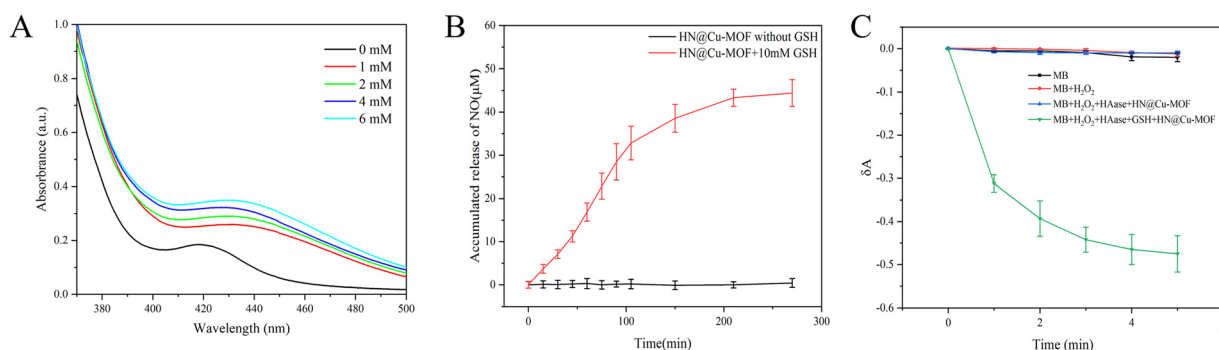 A
Absorbrance (a.u.)
1.0
0.8
0.6
0.4
0.2
0.0
0 mM
1 mM
2 mM
4 mM
6 mM
400 420 440 460 480 500
Wavelength (nm)
B
Accumulated release of NO(μM)
60
50
40
30
20
10
0
HN@Cu-MOF without GSH
HN@Cu-MOF+10mM GSH
0 100 200 300
Time(min)
C
δA
0.0
-0.1
-0.2
-0.3
-0.4
-0.5
-0.6
MB
MB+H₂O₂
MB+H₂O₂+HAase+HN@Cu-MOF
MB+H₂O₂+HAase+GSH+HN@Cu-MOF
0 2 4
Time (min)